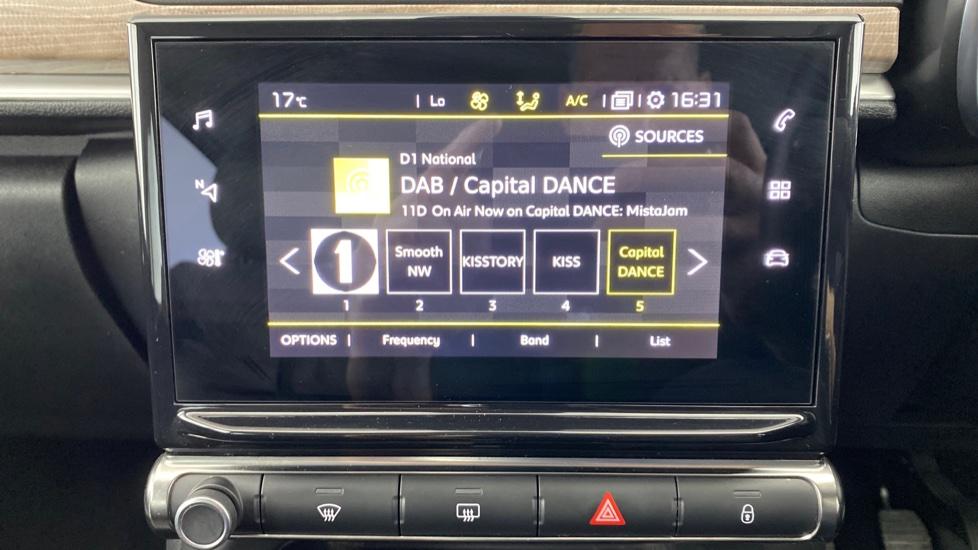 17°C | Lo A/C | | 16:31
SOURCES
D1 National
DAB / Capital DANCE
11D On Air Now on Capital DANCE: MistaJam
N
1
Smooth NW
KISSTORY
KISS
Capital DANCE
1 2 3 4 5
OPTIONS | Frequency | Band | List